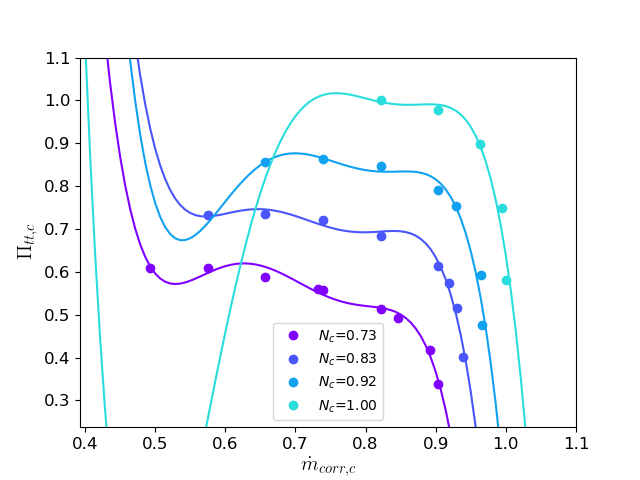 1.1
1.0
0.9
0.8
0.7
0.6
0.5
0.4
0.3
Π_{tt,c}
N_c=0.73
N_c=0.83
N_c=0.92
N_c=1.00
0.4 0.5 0.6 0.7 0.8 0.9 1.0 1.1
ṁ_{corr,c}